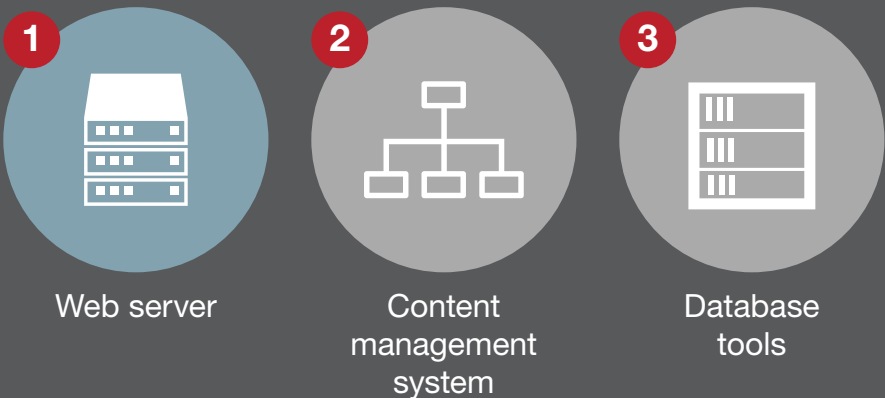 1
Web server
2
Content
management
system
3
Database
tools